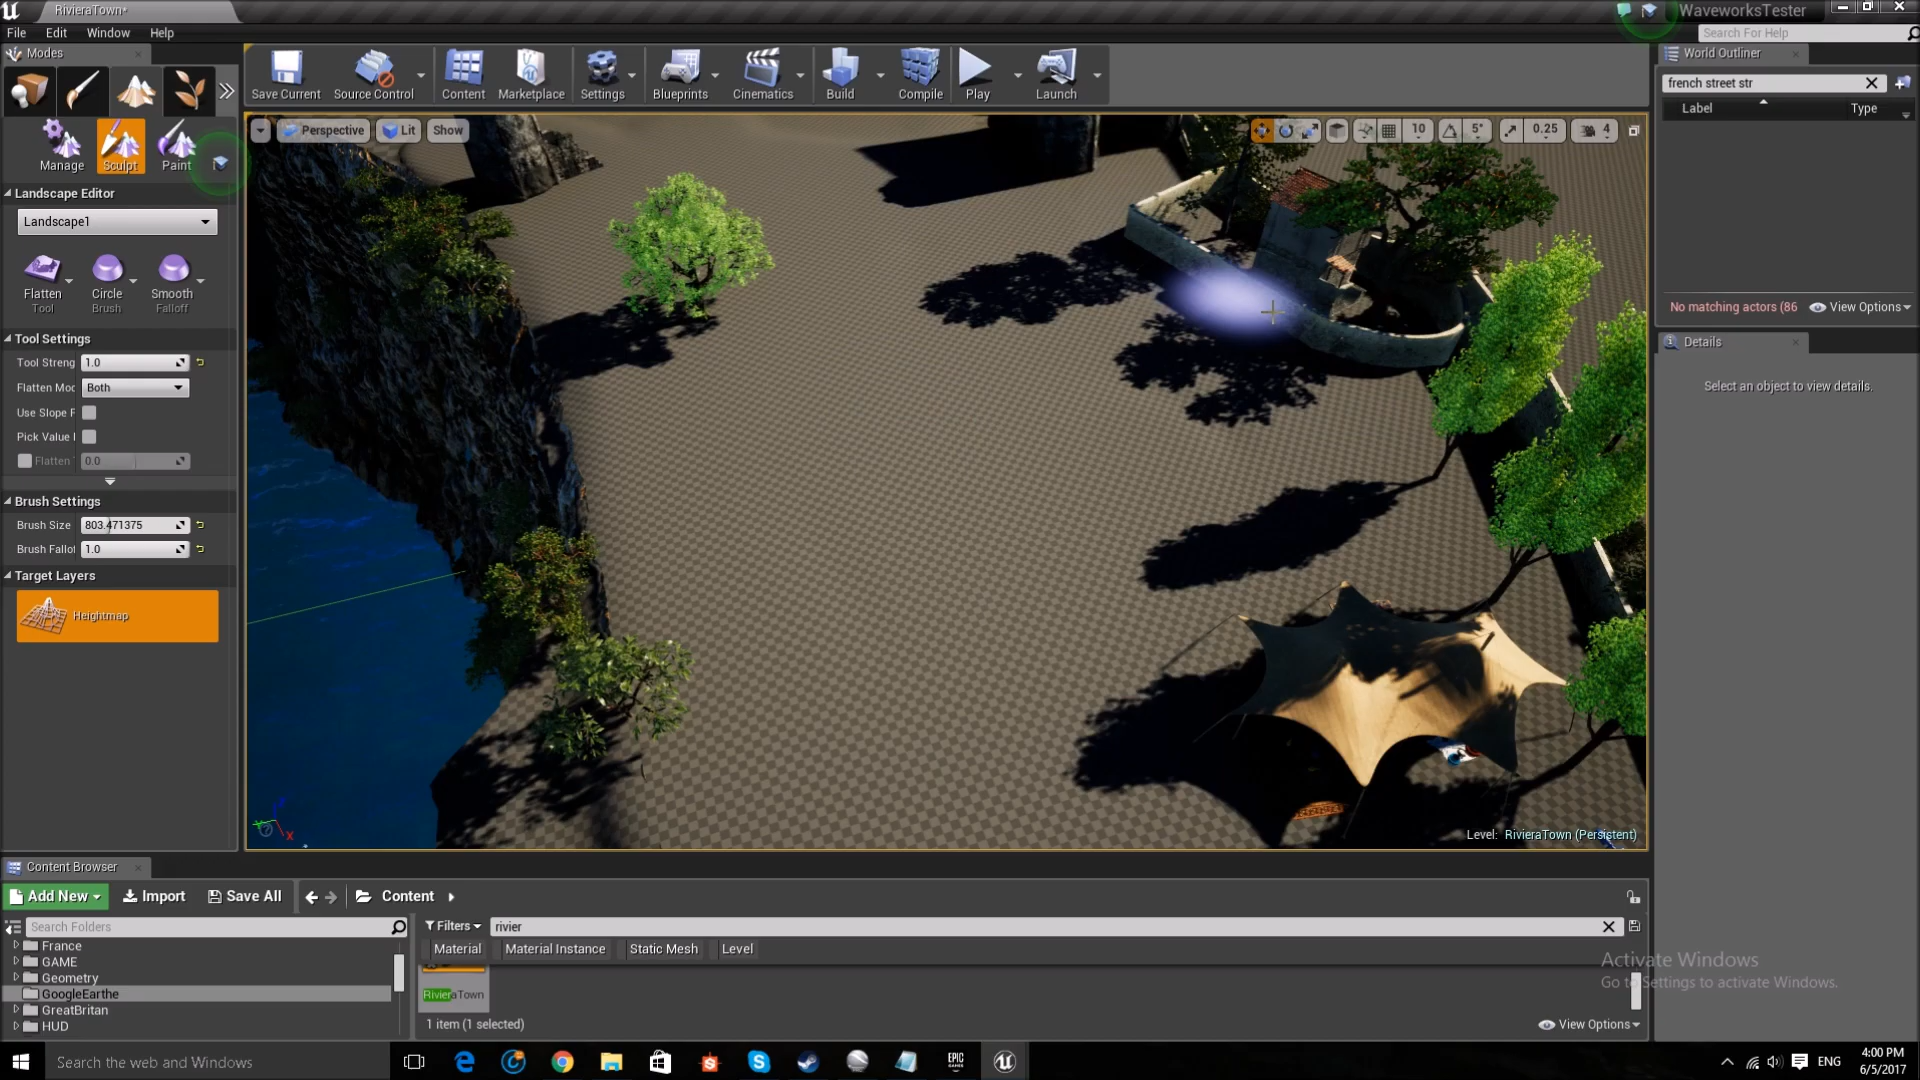 RivieraTown*
WaveworksTester
File Edit Window Help
Search For Help
Modes
World Outliner
french street str
Label Type
Save Current Source Control Content Marketplace Settings Blueprints Cinematics Build Compile Play Launch
Perspective Lit Show
10 5° 0.25 4
Manage Sculpt Paint
Landscape Editor
Landscape1
Flatten Circle Smooth
Tool Brush Falloff
No matching actors (86 View Options
Tool Settings
Details
Tool Streng 1.0
Flatten Mod Both
Select an object to view details.
Use Slope F
Pick Value I
Flatten 0.0
Brush Settings
Brush Size 803.471375
Brush Fallof 1.0
Target Layers
Heightmap
Level: RivieraTown (Persistent)
Content Browser
Add New Import Save All Content
Search Folders
Filters rivier
France
Material Material Instance Static Mesh Level
GAME
Geometry
GoogleEarthe
RivieraTown
GreatBritan
HUD
1 item (1 selected)
View Options
Activate Windows
Go to Settings to activate Windows.
Search the web and Windows
EPIC GAMES
ENG
4:00 PM
6/5/2017